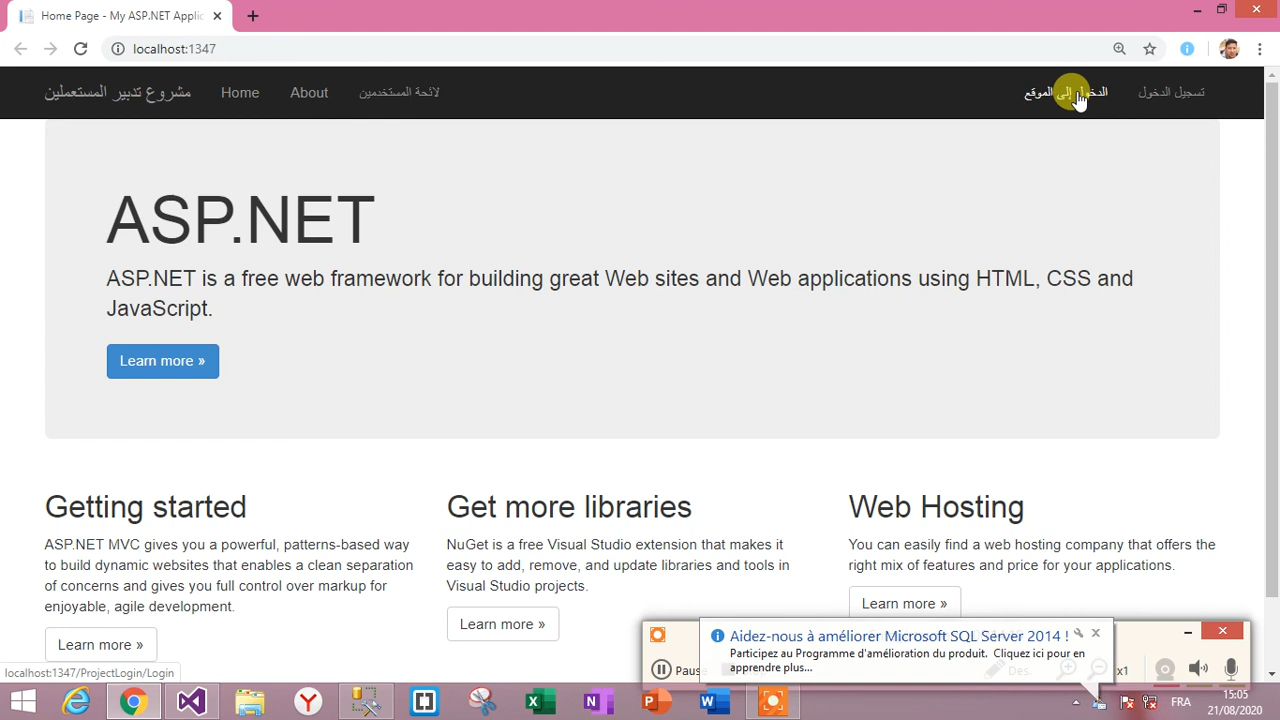 Home Page - My ASP.NET Applic
localhost:1347
مشروع تدبير المستعملين
Home
About
لائحة المستخدمين
الدخول إلى الموقع
تسجيل الدخول
ASP.NET
ASP.NET is a free web framework for building great Web sites and Web applications using HTML, CSS and
JavaScript.
Learn more »
Getting started
ASP.NET MVC gives you a powerful, patterns-based way
to build dynamic websites that enables a clean separation
of concerns and gives you full control over markup for
enjoyable, agile development.
Learn more »
Get more libraries
NuGet is a free Visual Studio extension that makes it
easy to add, remove, and update libraries and tools in
Visual Studio projects.
Learn more »
Web Hosting
You can easily find a web hosting company that offers the
right mix of features and price for your applications.
Learn more »
Aidez-nous à améliorer Microsoft SQL Server 2014 !
Participez au Programme d'amélioration du produit. Cliquez ici pour en
apprendre plus...
Pause
Des.
x1
localhost:1347/ProjectLogin/Login
FRA
15:05
21/08/2020